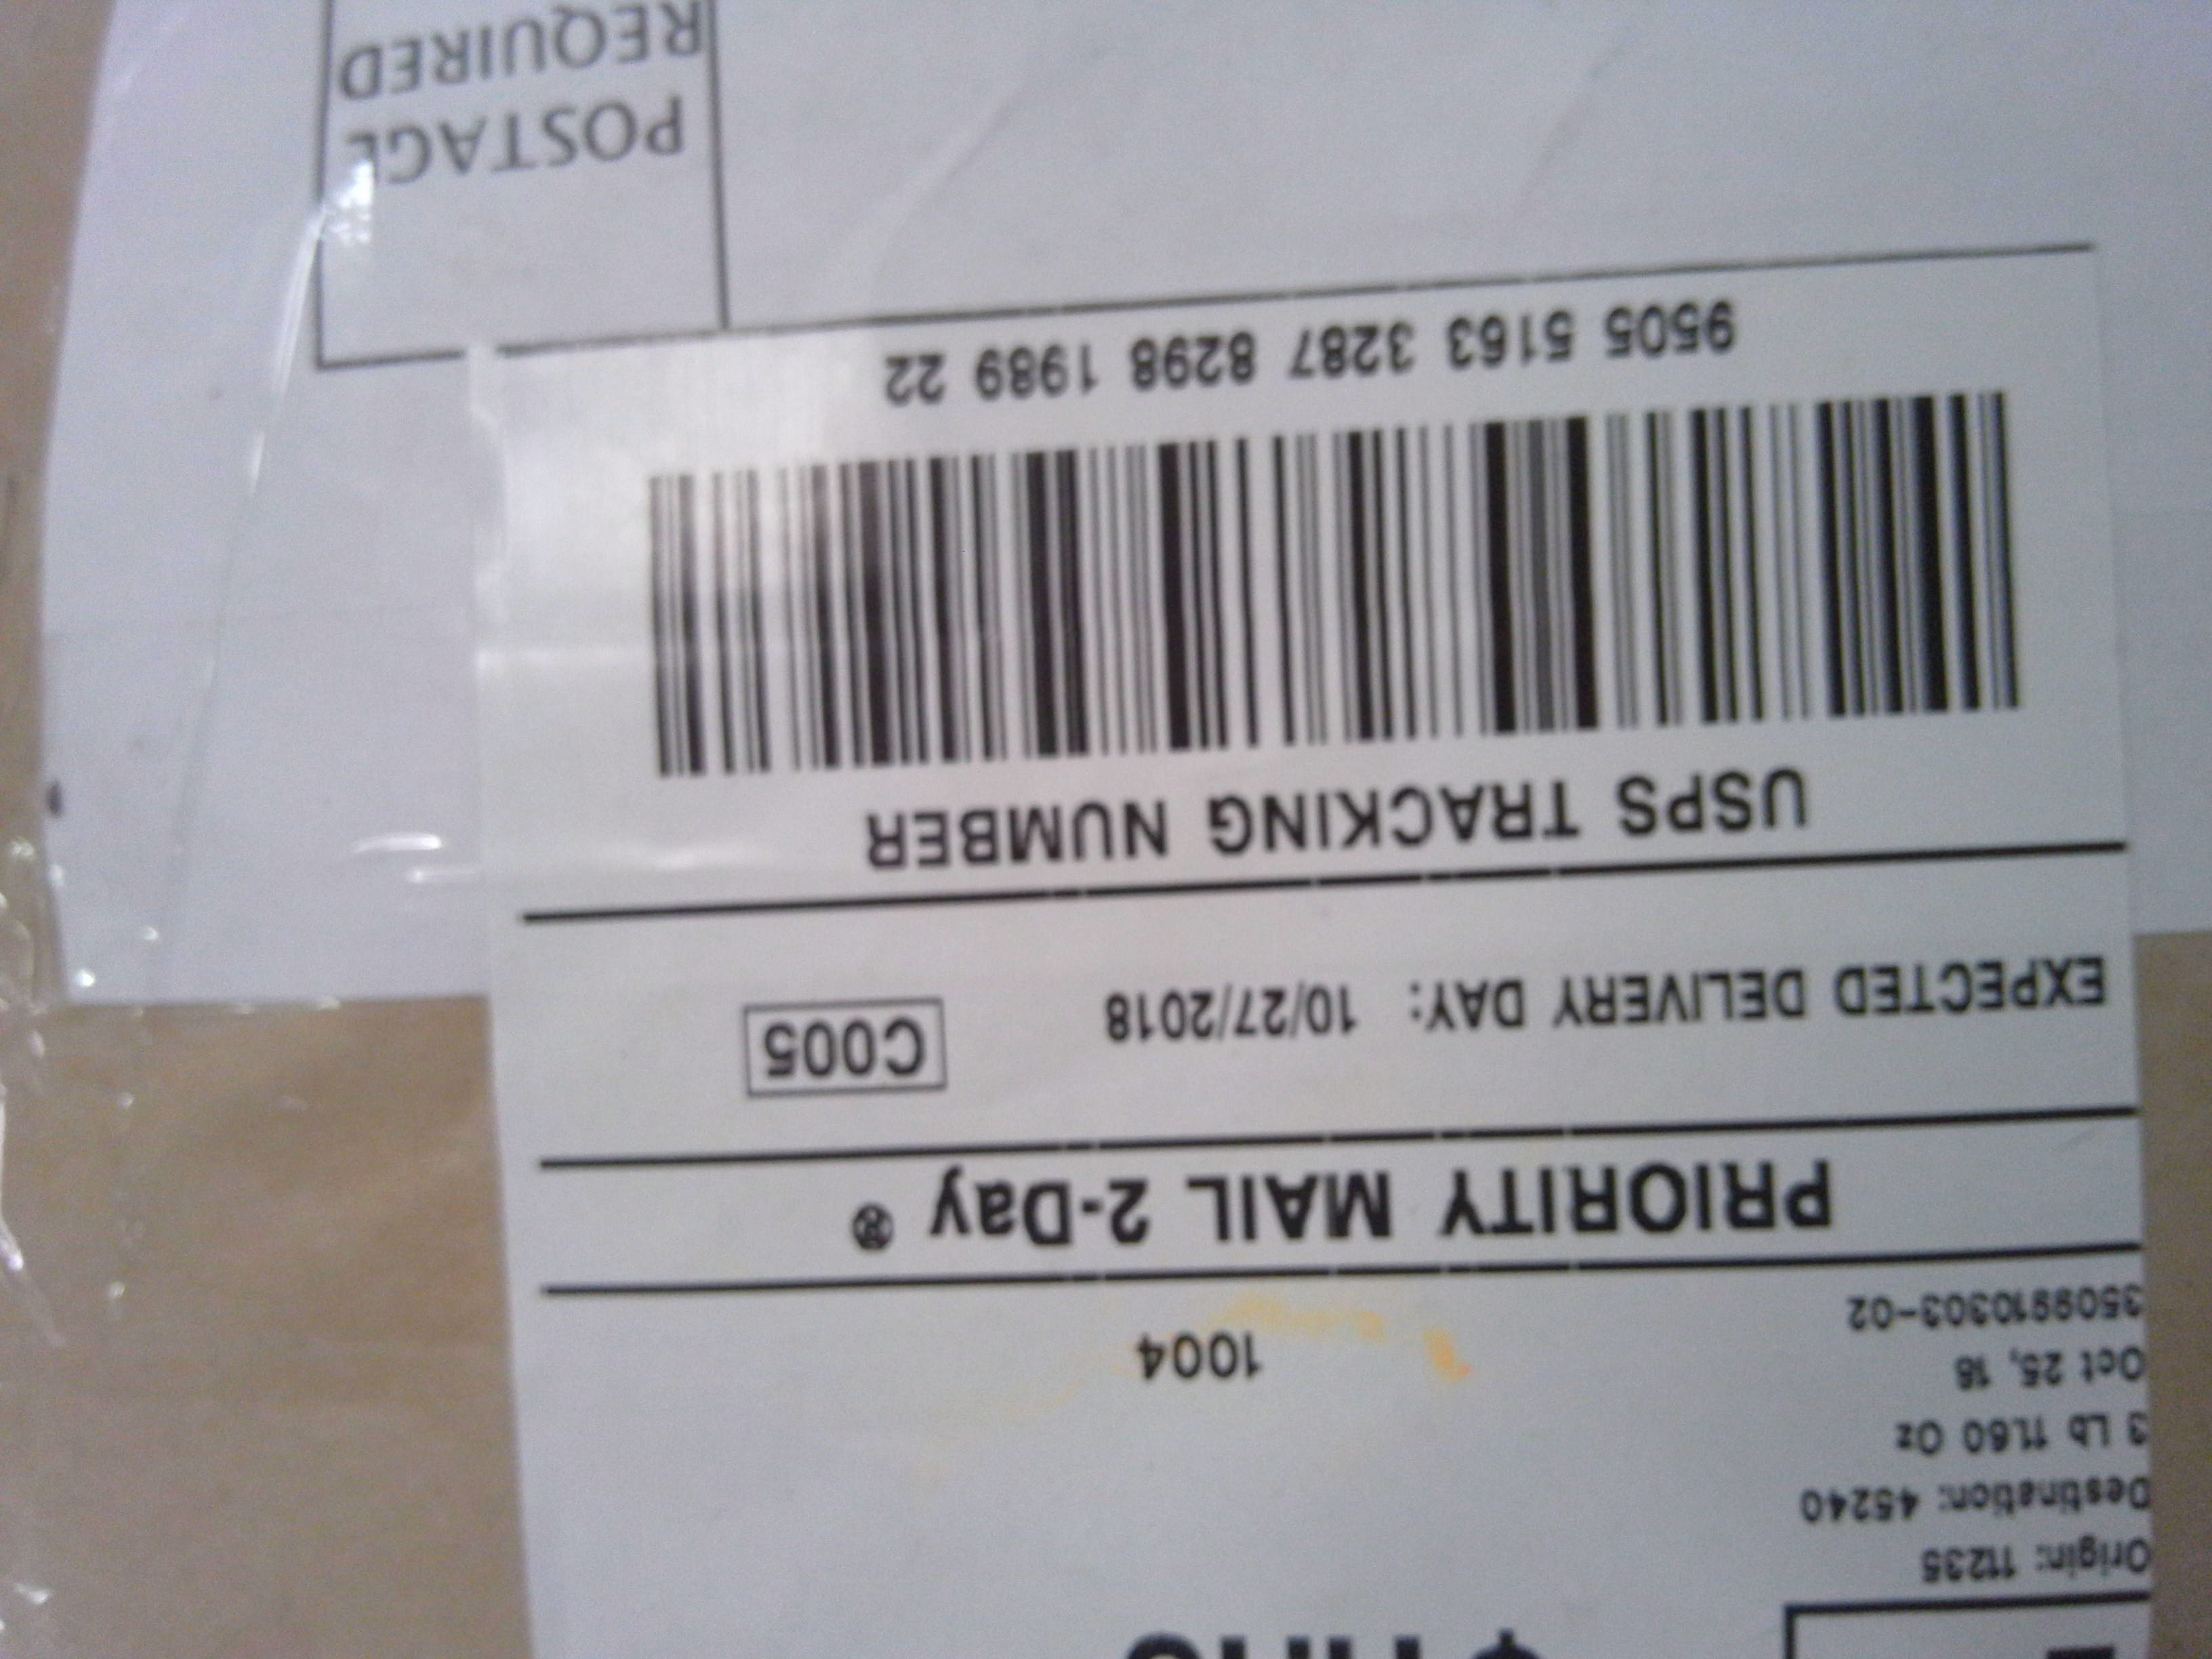 Origin: 11235
Destination: 45240
3 Lb 11.60 Oz
Oct 25, 18
3509910303-02
1004
PRIORITY MAIL 2-Day ®
EXPECTED DELIVERY DAY: 10/27/2018
C005
USPS TRACKING NUMBER
9505 5163 3287 8298 1989 22
POSTAGE
REQUIRED